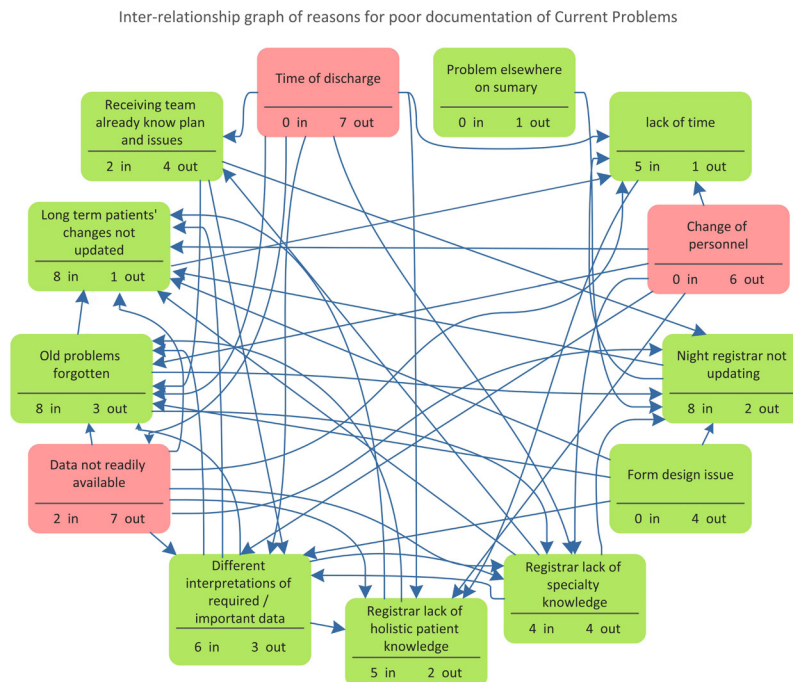 Inter-relationship graph of reasons for poor documentation of Current Problems
Time of discharge
0 in 7 out
Problem elsewhere
on sumary
0 in 1 out
Receiving team
already know plan
and issues
2 in 4 out
lack of time
5 in 1 out
Long term patients'
changes not
updated
8 in 1 out
Change of
personnel
0 in 6 out
Old problems
forgotten
8 in 3 out
Night registrar not
updating
8 in 2 out
Data not readily
available
2 in 7 out
Form design issue
0 in 4 out
Different
interpretations of
required /
important data
6 in 3 out
Registrar lack of
holistic patient
knowledge
5 in 2 out
Registrar lack of
specialty
knowledge
4 in 4 out